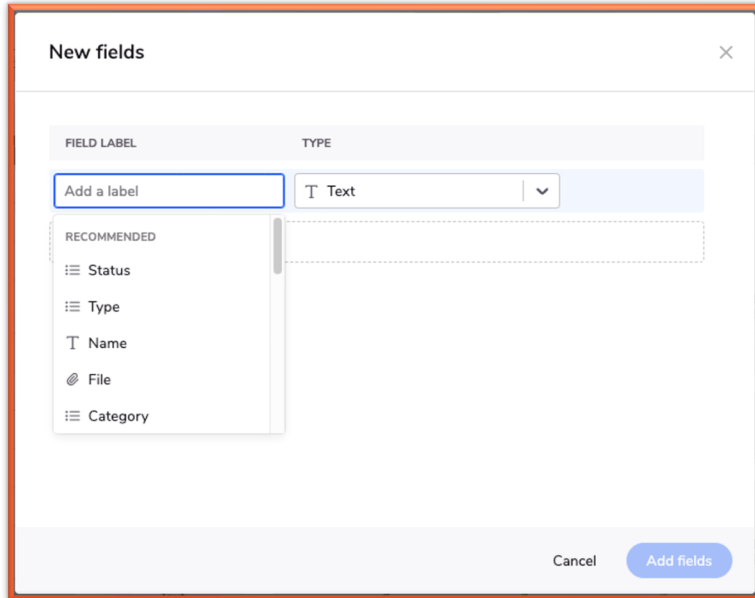 New fields
FIELD LABEL TYPE
Add a label Text
RECOMMENDED
Status
Type
Name
File
Category
Cancel Add fields